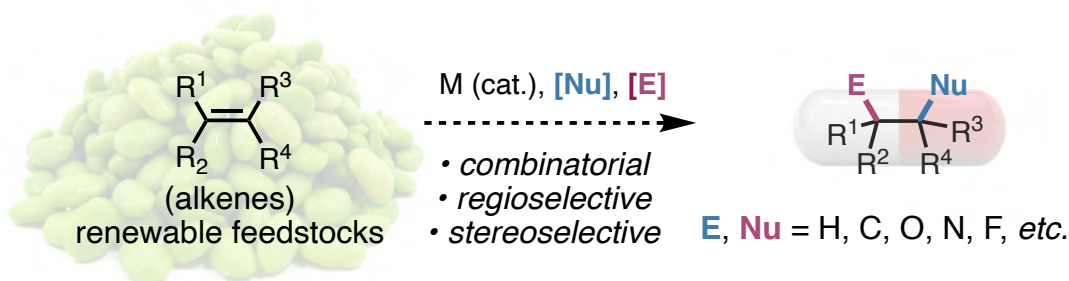 R¹ R³
R₂ R⁴
(alkenes)
renewable feedstocks
M (cat.), [Nu], [E]
• combinatorial
• regioselective
• stereoselective
E Nu
R¹ R³
R² R⁴
E, Nu = H, C, O, N, F, etc.